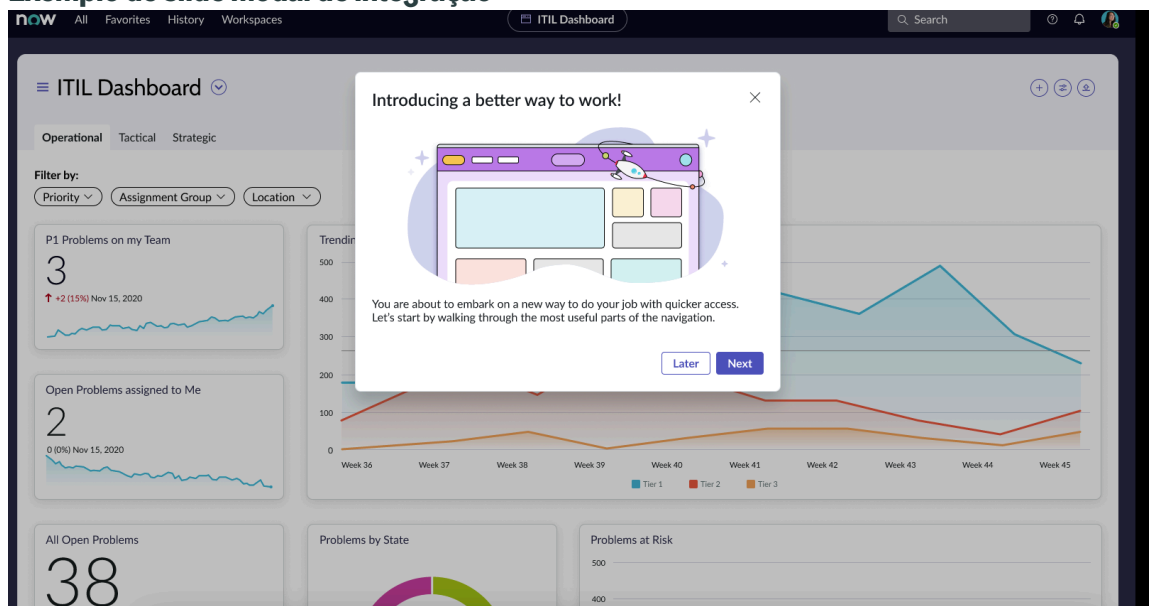 Exemplo de slide modal de integração
now All Favorites History Workspaces ITIL Dashboard Search
ITIL Dashboard
Operational Tactical Strategic
Filter by:
Priority Assignment Group Location
Introducing a better way to work!
You are about to embark on a new way to do your job with quicker access.
Let's start by walking through the most useful parts of the navigation.
Later Next
P1 Problems on my Team
3
+2 (15%) Nov 15, 2020
Open Problems assigned to Me
2
0 (0%) Nov 15, 2020
500
400
300
200
100
0
Week 36 Week 37 Week 38 Week 39 Week 40 Week 41 Week 42 Week 43 Week 44 Week 45
Tier 1 Tier 2 Tier 3
All Open Problems
38
Problems by State
Problems at Risk
500
400